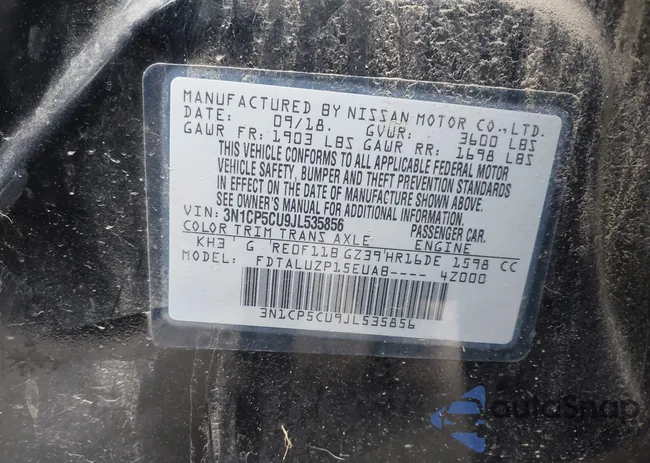 MANUFACTURED BY NISSAN MOTOR CO.,LTD.
DATE: 09/18. GVWR: 3600 LBS
GAWR FR: 1903 LBS GAWR RR: 1698 LBS
THIS VEHICLE CONFORMS TO ALL APPLICABLE FEDERAL MOTOR
VEHICLE SAFETY, BUMPER AND THEFT PREVENTION STANDARDS
IN EFFECT ON THE DATE OF MANUFACTURE SHOWN ABOVE.
SEE OWNER'S MANUAL FOR ADDITIONAL INFORMATION.
VIN: 3N1CP5CU9JL535856 PASSENGER CAR.
COLOR TRIM TRANS AXLE ENGINE
KH3 G RE0F11B GZ39 HR16DE 1598 CC
MODEL: FDTALUZP15EUA8---- 4Z000
3N1CP5CU9JL535856
autoSnap